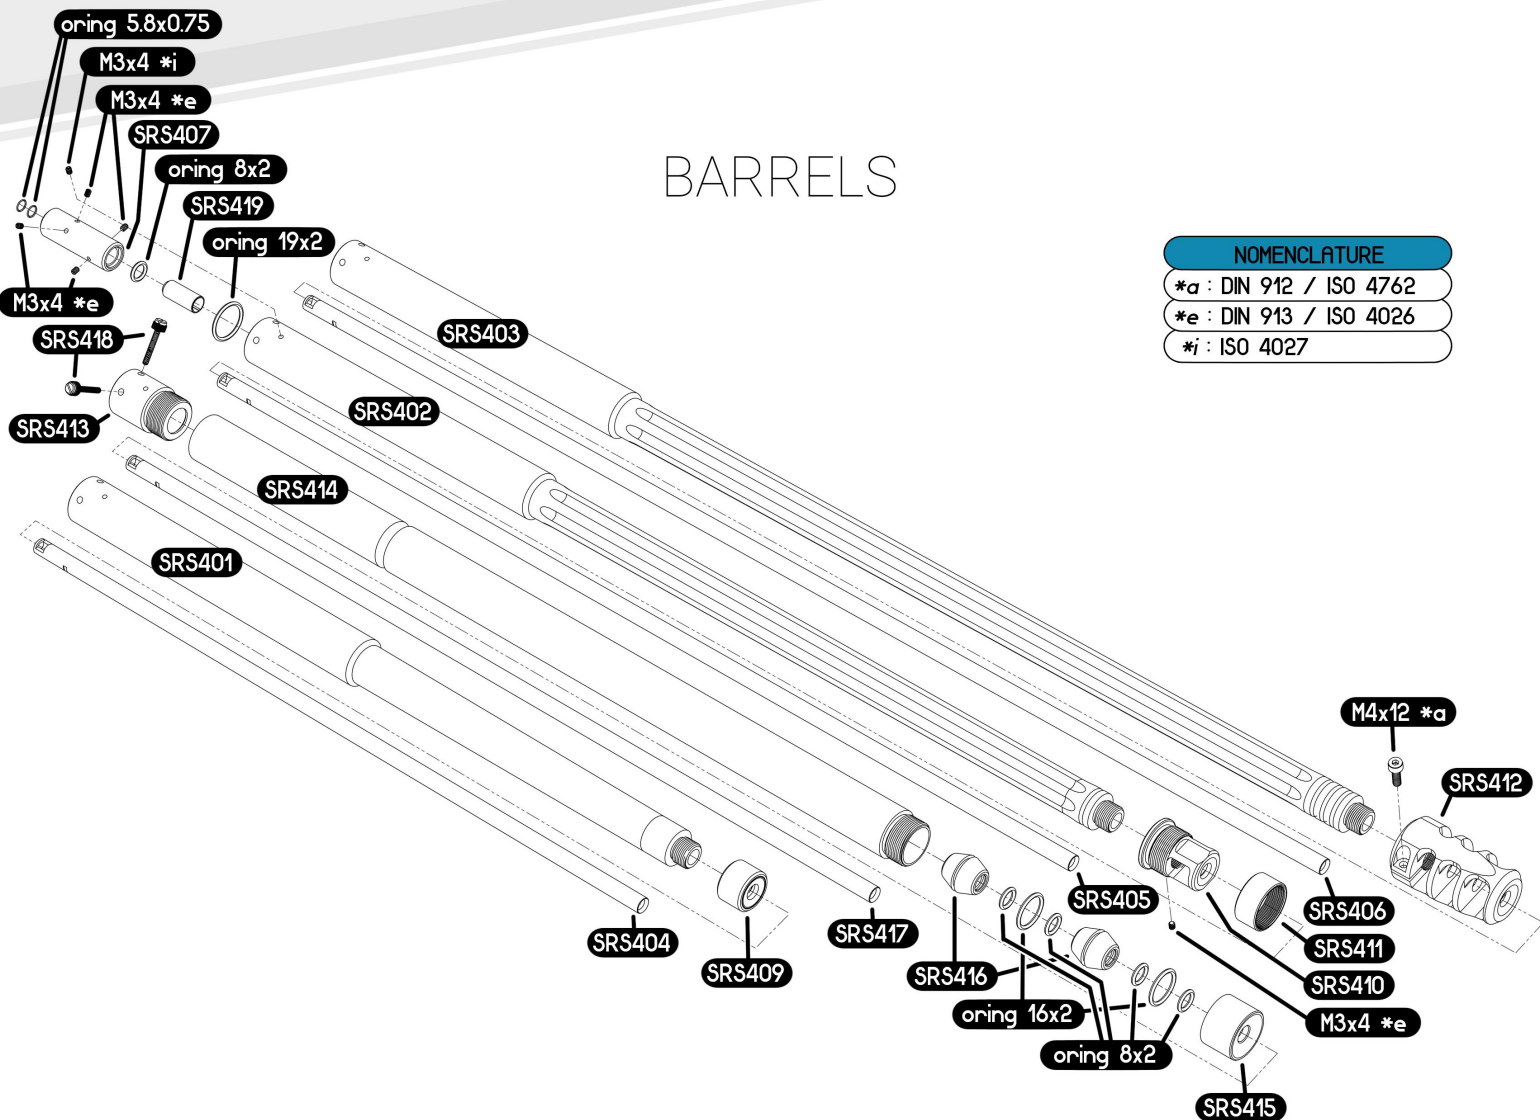 oring 5.8x0.75
M3x4 *i
M3x4 *e
SRS407
oring 8x2
SRS419
oring 19x2
M3x4 *e
SRS418
SRS413
BARRELS
NOMENCLATURE
*a : DIN 912 / ISO 4762
*e : DIN 913 / ISO 4026
*i : ISO 4027
SRS403
SRS402
SRS414
SRS401
M4x12 *a
SRS412
SRS405
SRS406
SRS404
SRS417
SRS411
SRS409
SRS416
SRS410
oring 16x2
M3x4 *e
oring 8x2
SRS415